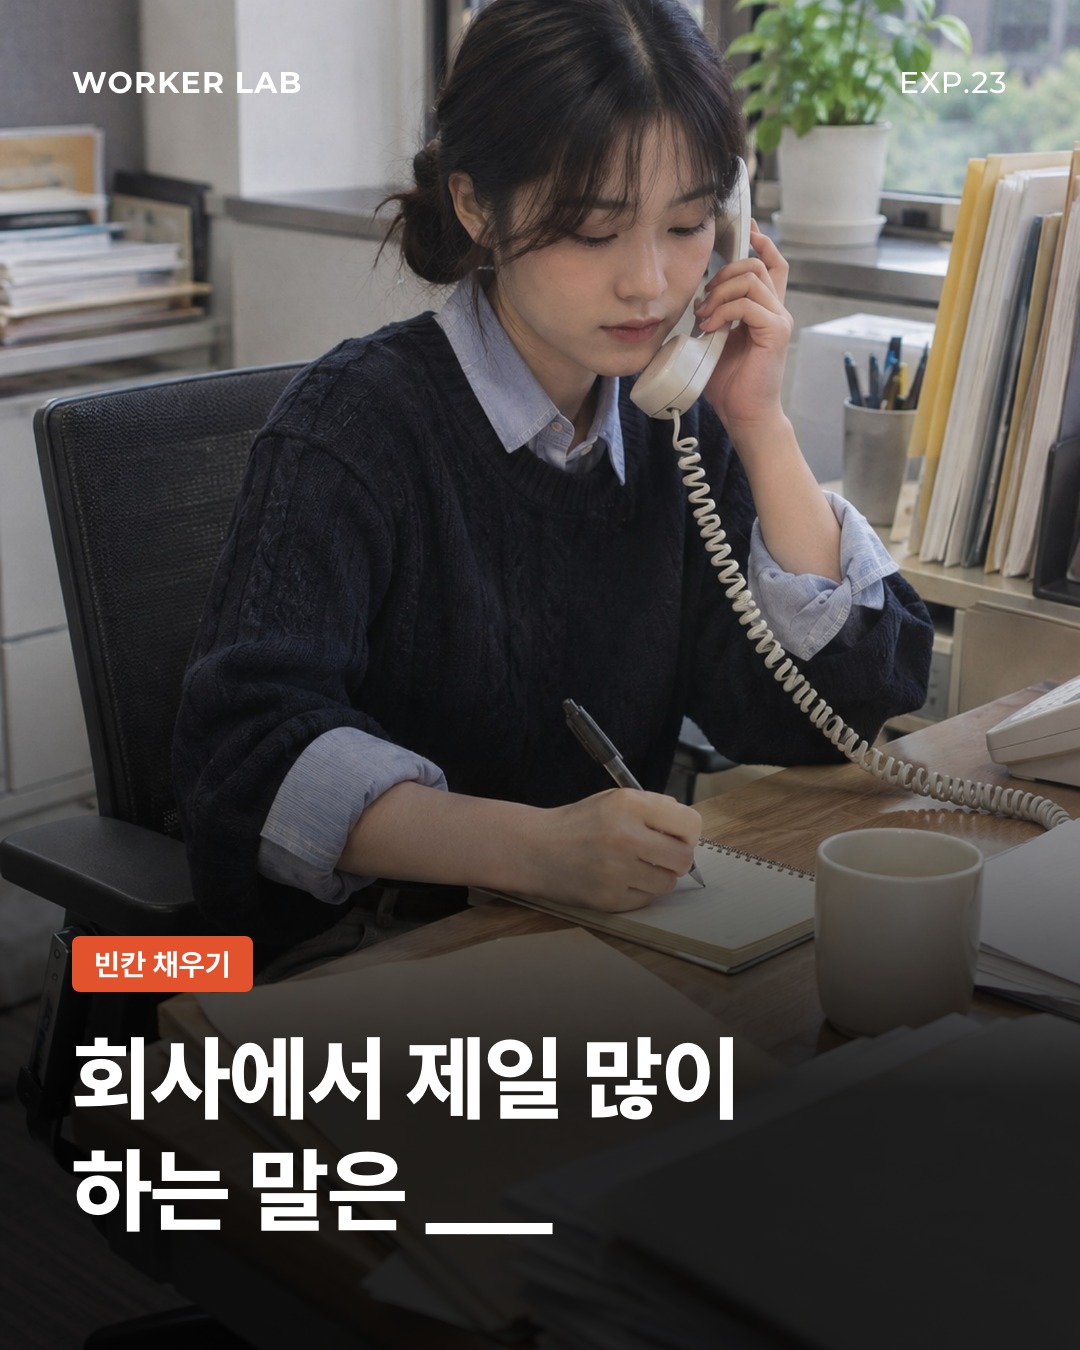 WORKER LAB
EXP.23
빈칸 채우기
회사에서 제일 많이
하는 말은 ___